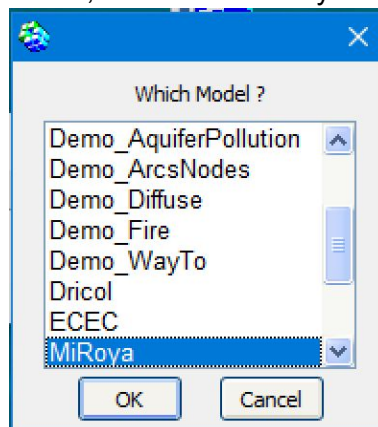 Which Model ?
Demo_AquiferPollution
Demo_ArcsNodes
Demo_Diffuse
Demo_Fire
Demo_WayTo
Dricol
ECEC
MiRoya
OK Cancel